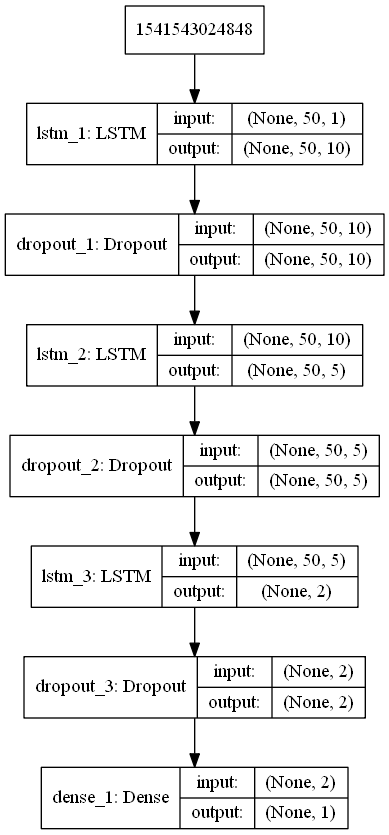 1541543024848
lstm_1: LSTM input: (None, 50, 1)
output: (None, 50, 10)
dropout_1: Dropout input: (None, 50, 10)
output: (None, 50, 10)
lstm_2: LSTM input: (None, 50, 10)
output: (None, 50, 5)
dropout_2: Dropout input: (None, 50, 5)
output: (None, 50, 5)
lstm_3: LSTM input: (None, 50, 5)
output: (None, 2)
dropout_3: Dropout input: (None, 2)
output: (None, 2)
dense_1: Dense input: (None, 2)
output: (None, 1)